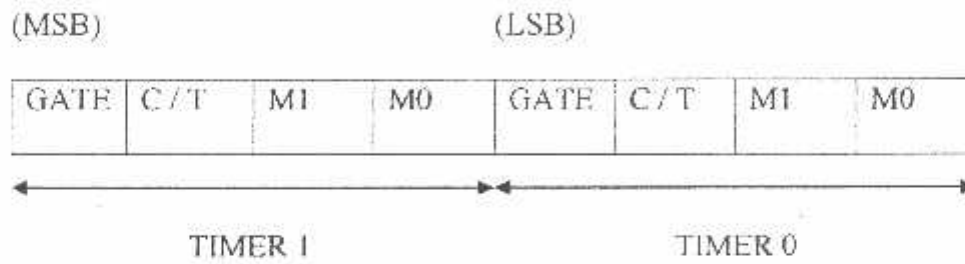 (MSB) (LSB)
GATE C / T M1 M0 GATE C / T M1 M0
TIMER 1 TIMER 0